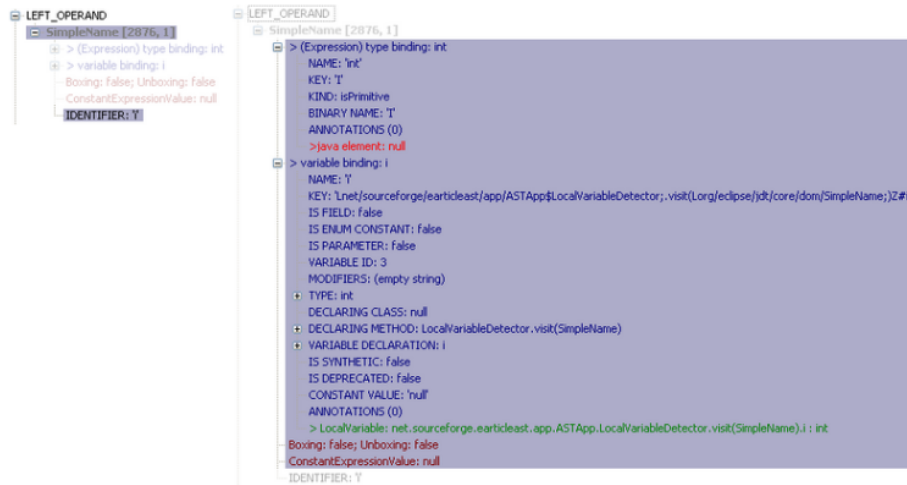 LEFT_OPERAND
SimpleName [2876, 1]
> (Expression) type binding: int
> variable binding: i
Boxing: false; Unboxing: false
ConstantExpressionValue: null
IDENTIFIER: 'i'
LEFT_OPERAND
SimpleName [2876, 1]
> (Expression) type binding: int
NAME: 'int'
KEY: 'I'
KIND: isPrimitive
BINARY NAME: 'I'
ANNOTATIONS (0)
>java element: null
> variable binding: i
NAME: 'i'
KEY: 'Lnet/sourceforge/earticleast/app/ASTApp$LocalVariableDetector;.visit(Lorg/eclipse/jdt/core/dom/SimpleName;)Z#
IS FIELD: false
IS ENUM CONSTANT: false
IS PARAMETER: false
VARIABLE ID: 3
MODIFIERS: (empty string)
TYPE: int
DECLARING CLASS: null
DECLARING METHOD: LocalVariableDetector.visit(SimpleName)
VARIABLE DECLARATION: i
IS SYNTHETIC: false
IS DEPRECATED: false
CONSTANT VALUE: 'null'
ANNOTATIONS (0)
> LocalVariable: net.sourceforge.earticleast.app.ASTApp.LocalVariableDetector.visit(SimpleName).i : int
Boxing: false; Unboxing: false
ConstantExpressionValue: null
IDENTIFIER: 'i'